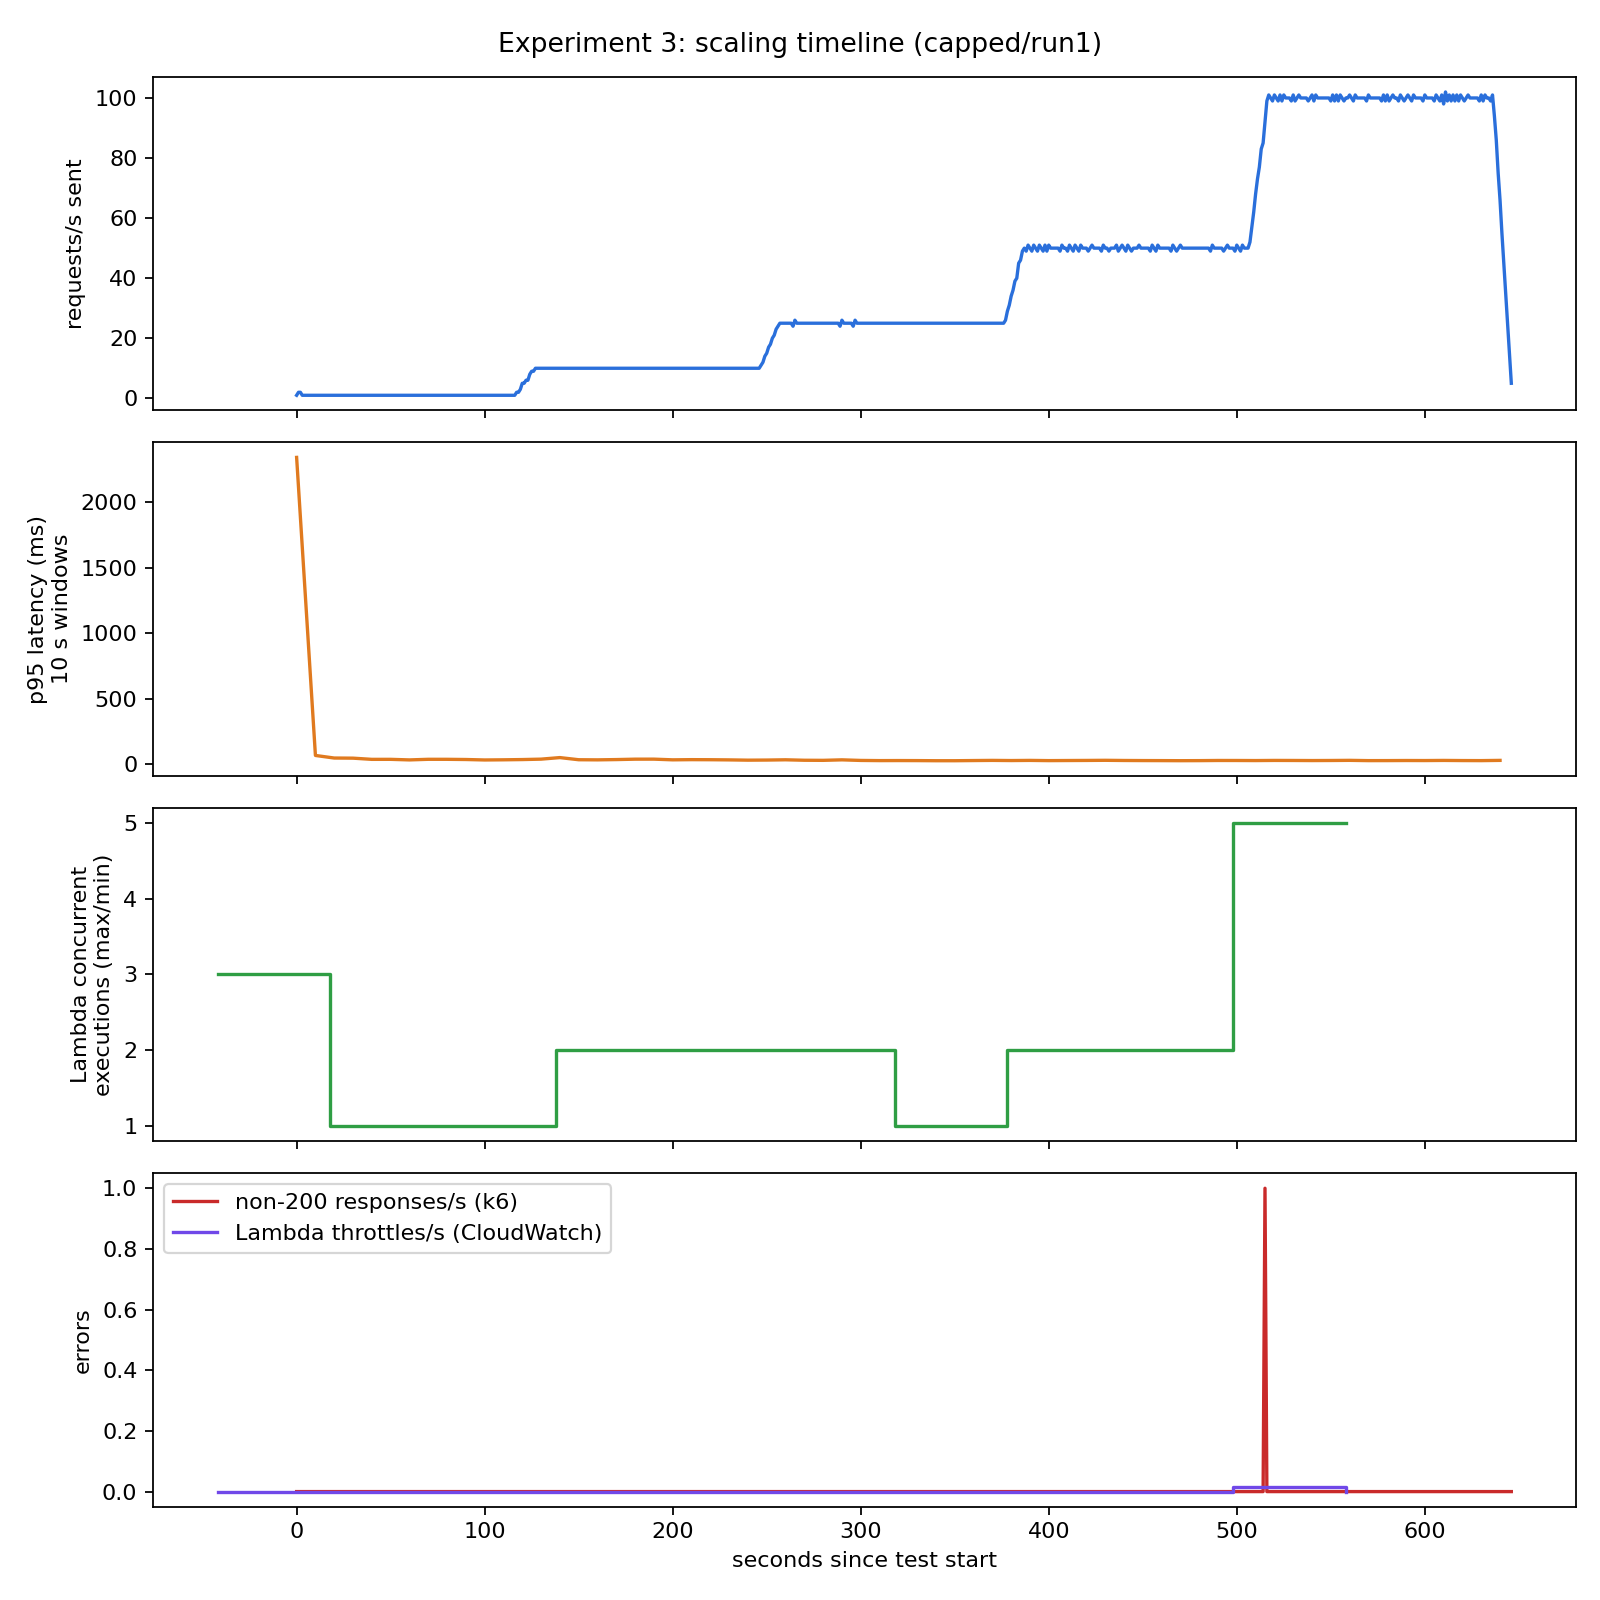 Experiment 3: scaling timeline (capped/run1)
100
80
60
40
20
0
requests/s sent
2000
1500
1000
500
0
p95 latency (ms)
10 s windows
5
4
3
2
1
Lambda concurrent
executions (max/min)
1.0
0.8
0.6
0.4
0.2
0.0
errors
non-200 responses/s (k6)
Lambda throttles/s (CloudWatch)
0 100 200 300 400 500 600
seconds since test start